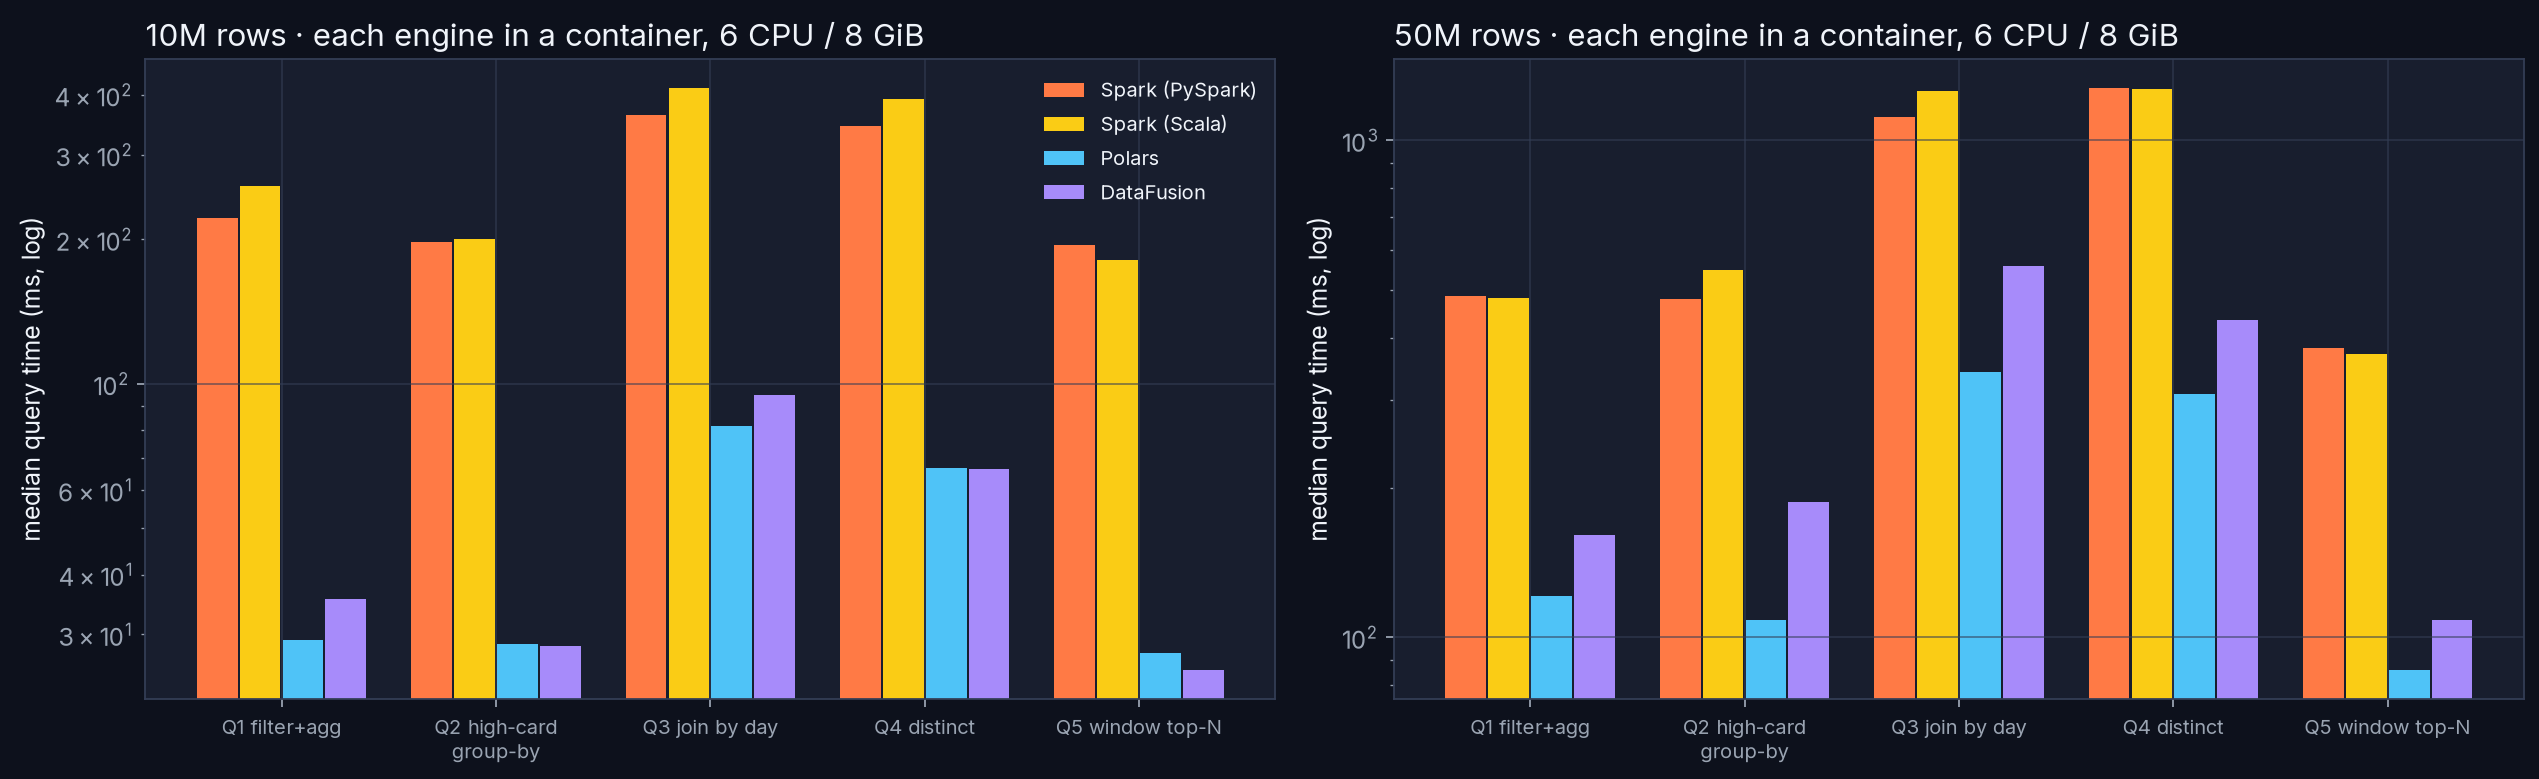 10M rows · each engine in a container, 6 CPU / 8 GiB
median query time (ms, log)
4 × 10²
3 × 10²
2 × 10²
10²
6 × 10¹
4 × 10¹
3 × 10¹
Spark (PySpark)
Spark (Scala)
Polars
DataFusion
Q1 filter+agg
Q2 high-card
group-by
Q3 join by day
Q4 distinct
Q5 window top-N
50M rows · each engine in a container, 6 CPU / 8 GiB
median query time (ms, log)
10³
10²
Q1 filter+agg
Q2 high-card
group-by
Q3 join by day
Q4 distinct
Q5 window top-N